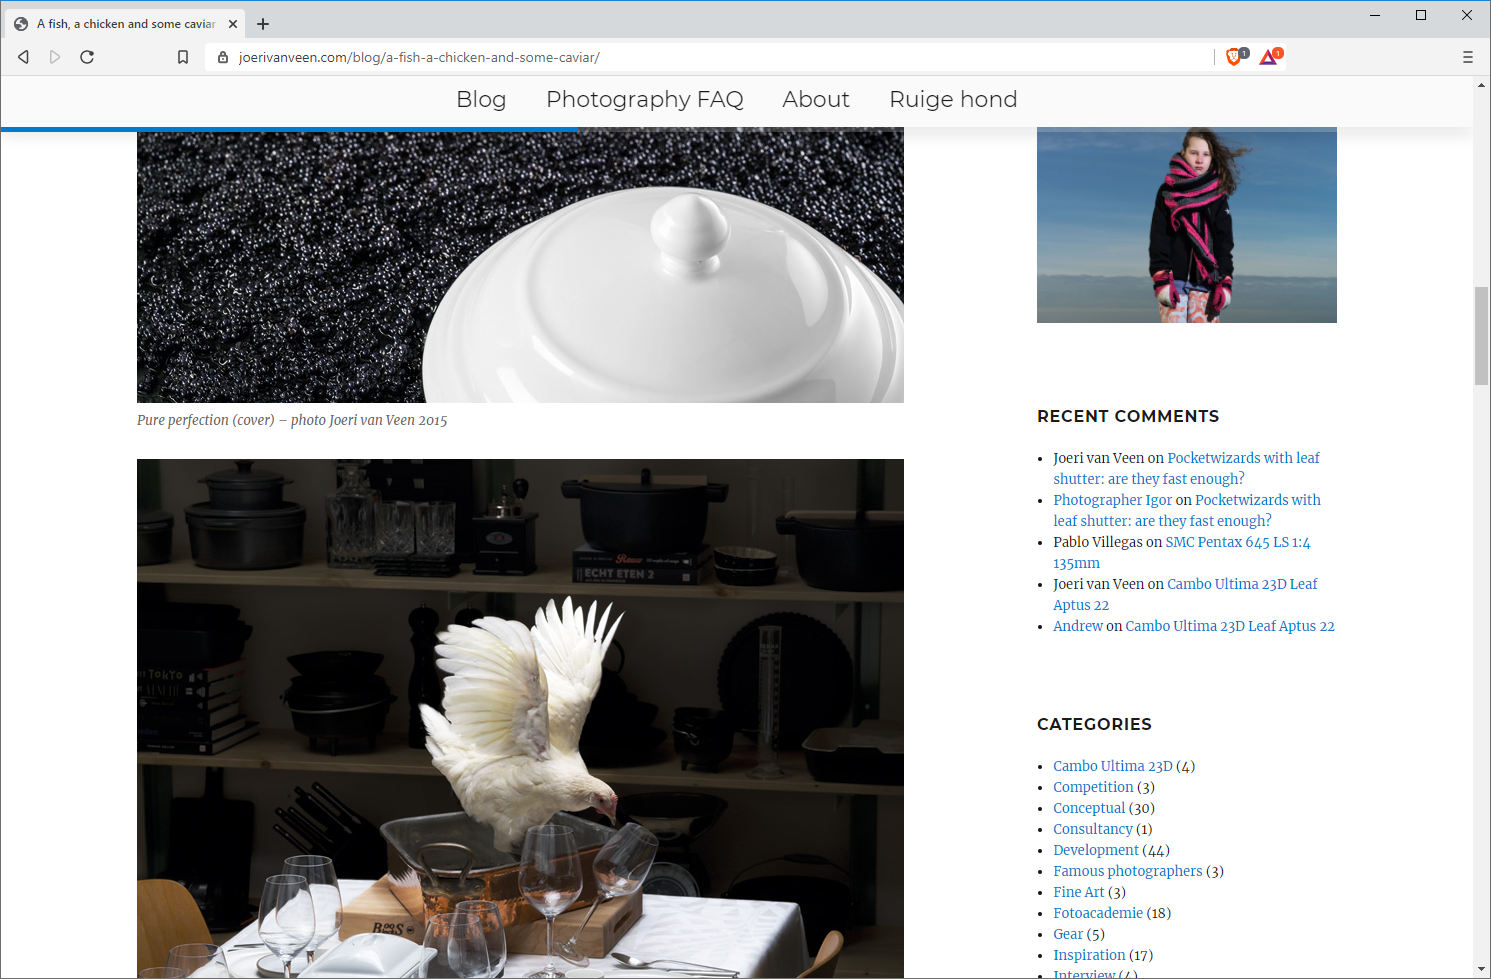 A fish, a chicken and some caviar
joerivanveen.com/blog/a-fish-a-chicken-and-some-caviar/
1
1
Blog
Photography FAQ
About
Ruige hond
Pure perfection (cover) – photo Joeri van Veen 2015
ECHT ETEN 2
TOKYO
RECENT COMMENTS
Joeri van Veen on Pocketwizards with leaf
shutter: are they fast enough?
Photographer Igor on Pocketwizards with
leaf shutter: are they fast enough?
Pablo Villegas on SMC Pentax 645 LS 1:4
135mm
Joeri van Veen on Cambo Ultima 23D Leaf
Aptus 22
Andrew on Cambo Ultima 23D Leaf Aptus 22
CATEGORIES
Cambo Ultima 23D (4)
Competition (3)
Conceptual (30)
Consultancy (1)
Development (44)
Famous photographers (3)
Fine Art (3)
Fotoacademie (18)
Gear (5)
Inspiration (17)
Interview (4)